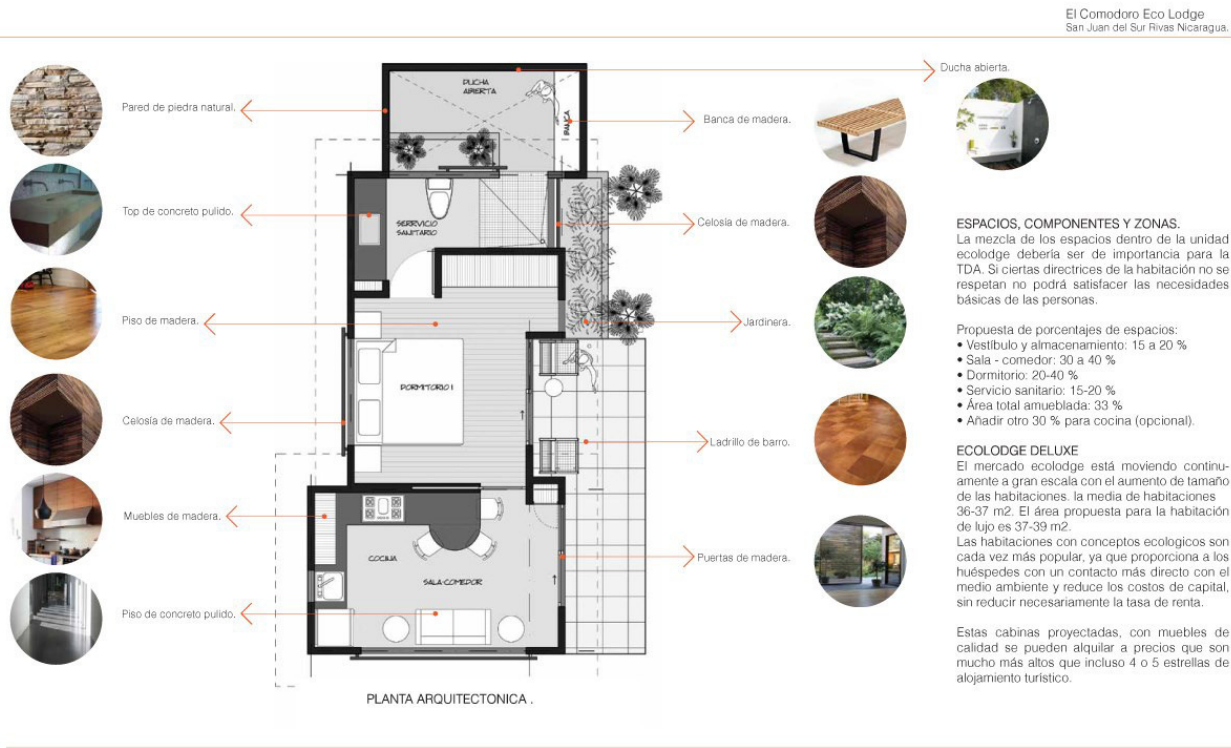 El Comodoro Eco Lodge
San Juan del Sur Rivas Nicaragua.
Ducha abierta.
Pared de piedra natural.
DUCHA
ABIERTA
BANCA
Banca de madera.
Top de concreto pulido.
SERRVICIO
SANITARIO
Celosía de madera.
Piso de madera.
Jardinera.
DORMITORIO 1
Celosía de madera.
Ladrillo de barro.
Muebles de madera.
COCINA
SALA-COMEDOR
Puertas de madera.
Piso de concreto pulido.
PLANTA ARQUITECTONICA .
ESPACIOS, COMPONENTES Y ZONAS.
La mezcla de los espacios dentro de la unidad
ecolodge debería ser de importancia para la
TDA. Si ciertas directrices de la habitación no se
respetan no podrá satisfacer las necesidades
básicas de las personas.
Propuesta de porcentajes de espacios:
• Vestíbulo y almacenamiento: 15 a 20 %
• Sala - comedor: 30 a 40 %
• Dormitorio: 20-40 %
• Servicio sanitario: 15-20 %
• Área total amueblada: 33 %
• Añadir otro 30 % para cocina (opcional).
ECOLODGE DELUXE
El mercado ecolodge está moviendo continu-
amente a gran escala con el aumento de tamaño
de las habitaciones. la media de habitaciones
36-37 m2. El área propuesta para la habitación
de lujo es 37-39 m2.
Las habitaciones con conceptos ecologicos son
cada vez más popular, ya que proporciona a los
huéspedes con un contacto más directo con el
medio ambiente y reduce los costos de capital,
sin reducir necesariamente la tasa de renta.
Estas cabinas proyectadas, con muebles de
calidad se pueden alquilar a precios que son
mucho más altos que incluso 4 o 5 estrellas de
alojamiento turístico.